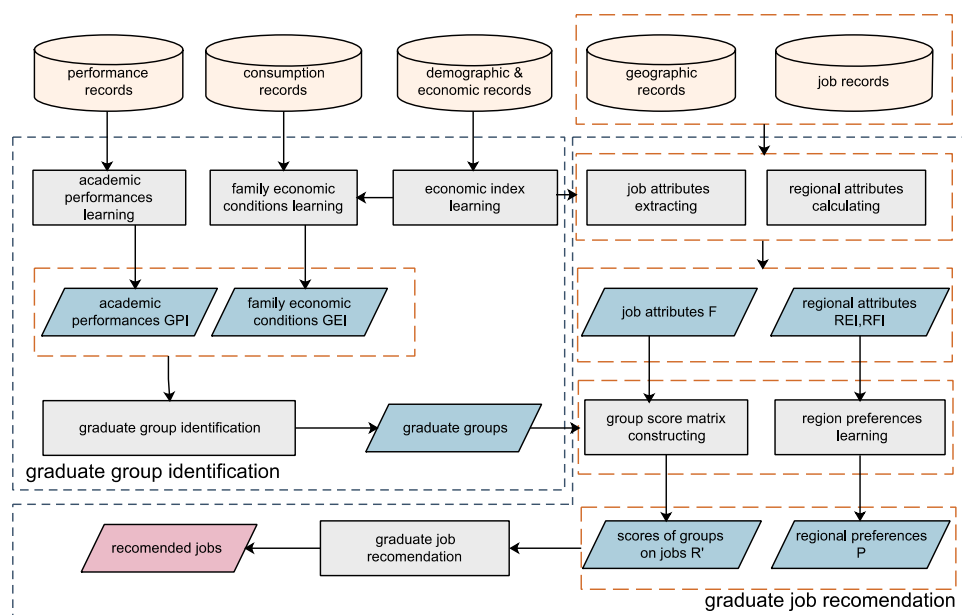 performance
records
consumption
records
demographic &
economic records
geographic
records
job records
academic
performances
learning
family economic
conditions learning
economic index
learning
job attributes
extracting
regional attributes
calculating
academic
performances GPI
family economic
conditions GEI
job attributes F
regional attributes
REI,RFI
graduate group identification
graduate groups
group score matrix
constructing
region preferences
learning
graduate group identification
recomended jobs
graduate job
recomendation
scores of groups
on jobs R'
regional preferences
P
graduate job recomendation